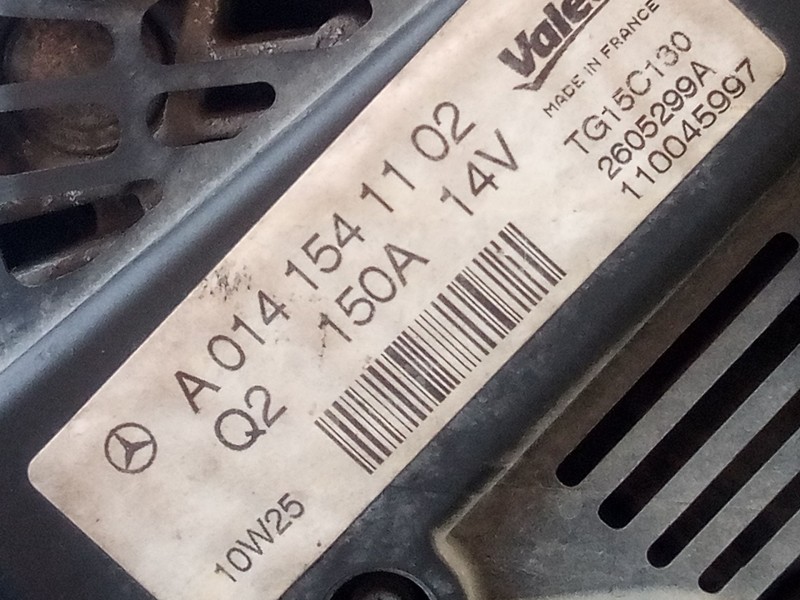 Valeo
MADE IN FRANCE
TG15C130
2605299A
110045997
A 014 154 11 02
Q2 150A 14V
10W25